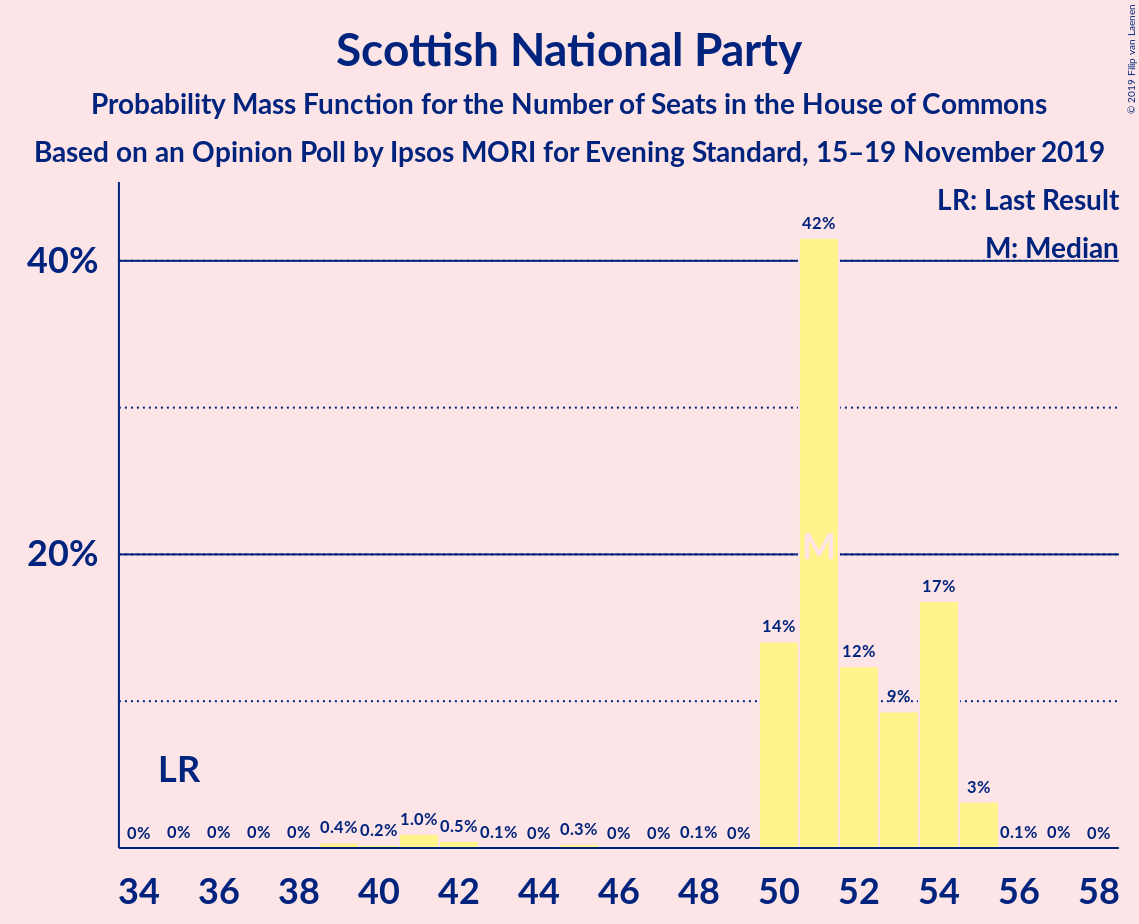 Scottish National Party
Probability Mass Function for the Number of Seats in the House of Commons
Based on an Opinion Poll by Ipsos MORI for Evening Standard, 15–19 November 2019
© 2019 Filip van Laenen
LR: Last Result
M: Median
40%
20%
42%
M
17%
14%
12%
9%
3%
LR
0% 0% 0% 0% 0% 0.4% 0.2% 1.0% 0.5% 0.1% 0% 0.3% 0% 0% 0.1% 0% 0.1% 0% 0%
34 36 38 40 42 44 46 48 50 52 54 56 58